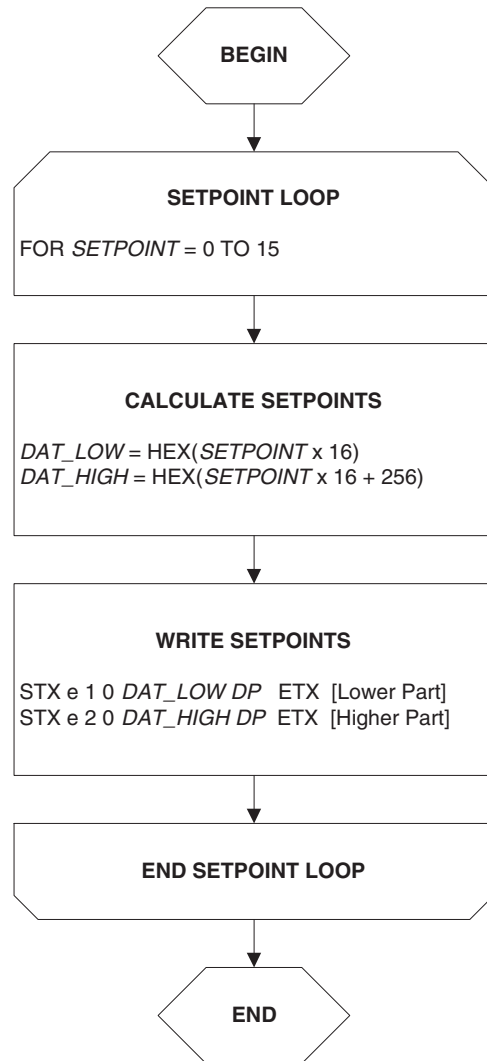 BEGIN
SETPOINT LOOP
FOR SETPOINT = 0 TO 15
CALCULATE SETPOINTS
DAT_LOW = HEX(SETPOINT x 16)
DAT_HIGH = HEX(SETPOINT x 16 + 256)
WRITE SETPOINTS
STX e 1 0 DAT_LOW DP ETX [Lower Part]
STX e 2 0 DAT_HIGH DP ETX [Higher Part]
END SETPOINT LOOP
END